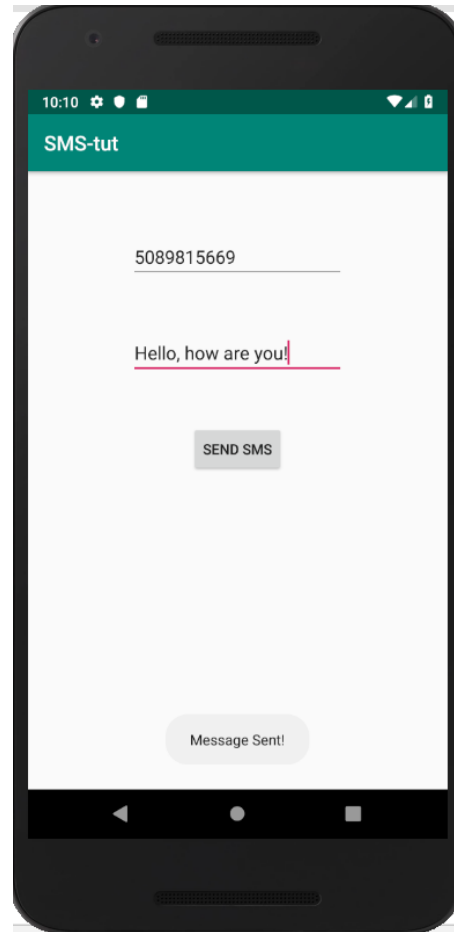 10:10
SMS-tut
5089815669
Hello, how are you!
SEND SMS
Message Sent!